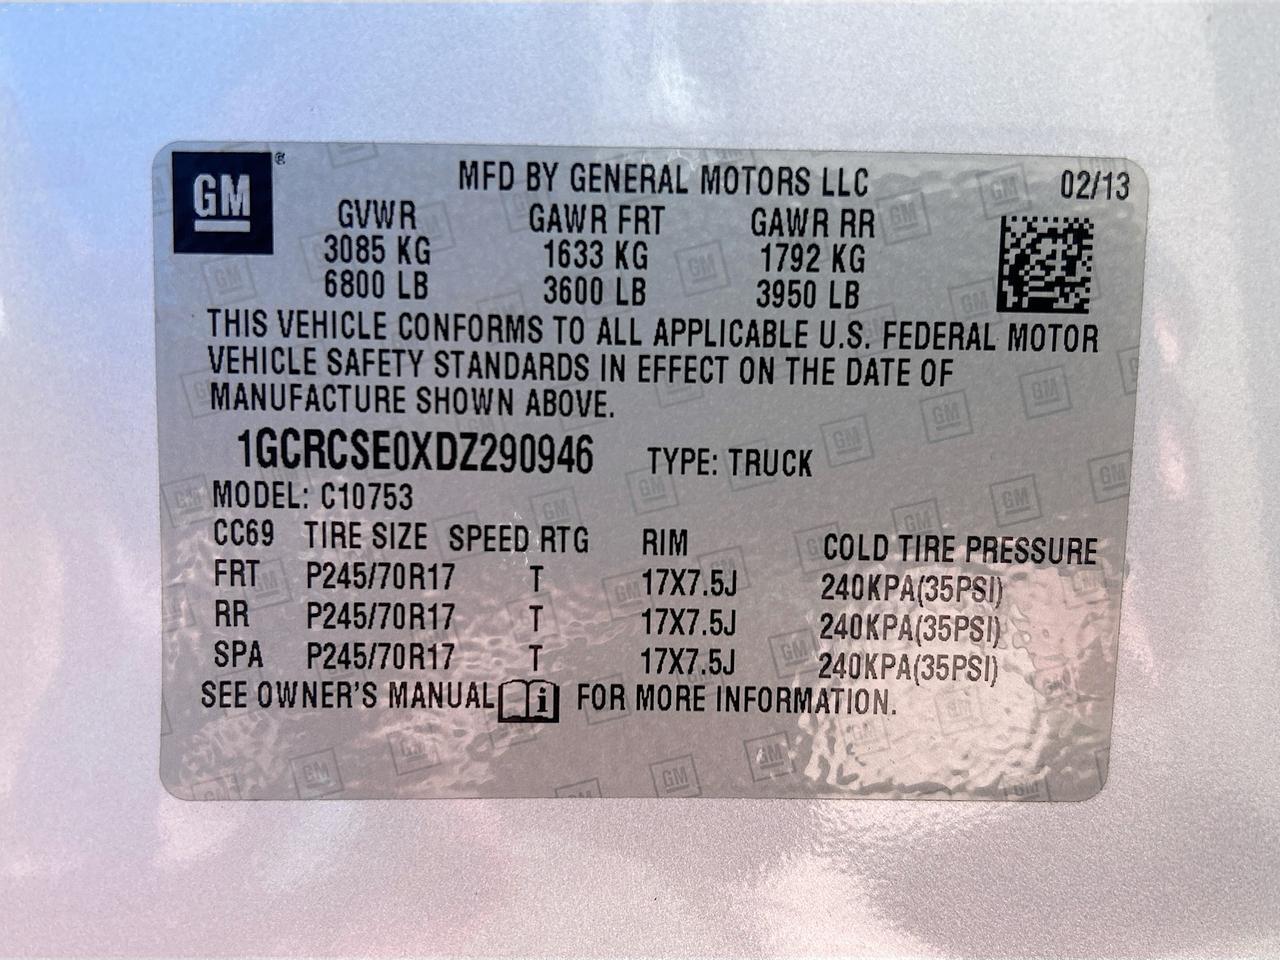 GM ®
MFD BY GENERAL MOTORS LLC 02/13
GVWR GAWR FRT GAWR RR
3085 KG 1633 KG 1792 KG
6800 LB 3600 LB 3950 LB
THIS VEHICLE CONFORMS TO ALL APPLICABLE U.S. FEDERAL MOTOR
VEHICLE SAFETY STANDARDS IN EFFECT ON THE DATE OF
MANUFACTURE SHOWN ABOVE.
1GCRCSE0XDZ290946 TYPE: TRUCK
MODEL: C10753
CC69 TIRE SIZE SPEED RTG RIM COLD TIRE PRESSURE
FRT P245/70R17 T 17X7.5J 240KPA(35PSI)
RR P245/70R17 T 17X7.5J 240KPA(35PSI)
SPA P245/70R17 T 17X7.5J 240KPA(35PSI)
SEE OWNER'S MANUAL i FOR MORE INFORMATION.